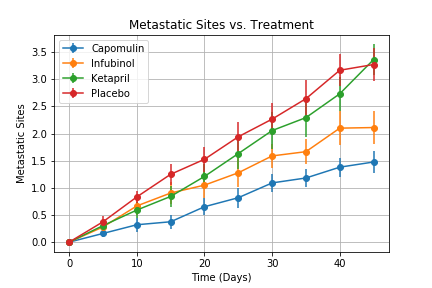 Metastatic Sites vs. Treatment
Capomulin
Infubinol
Ketapril
Placebo
Metastatic Sites
3.5
3.0
2.5
2.0
1.5
1.0
0.5
0.0
0
10
20
30
40
Time (Days)